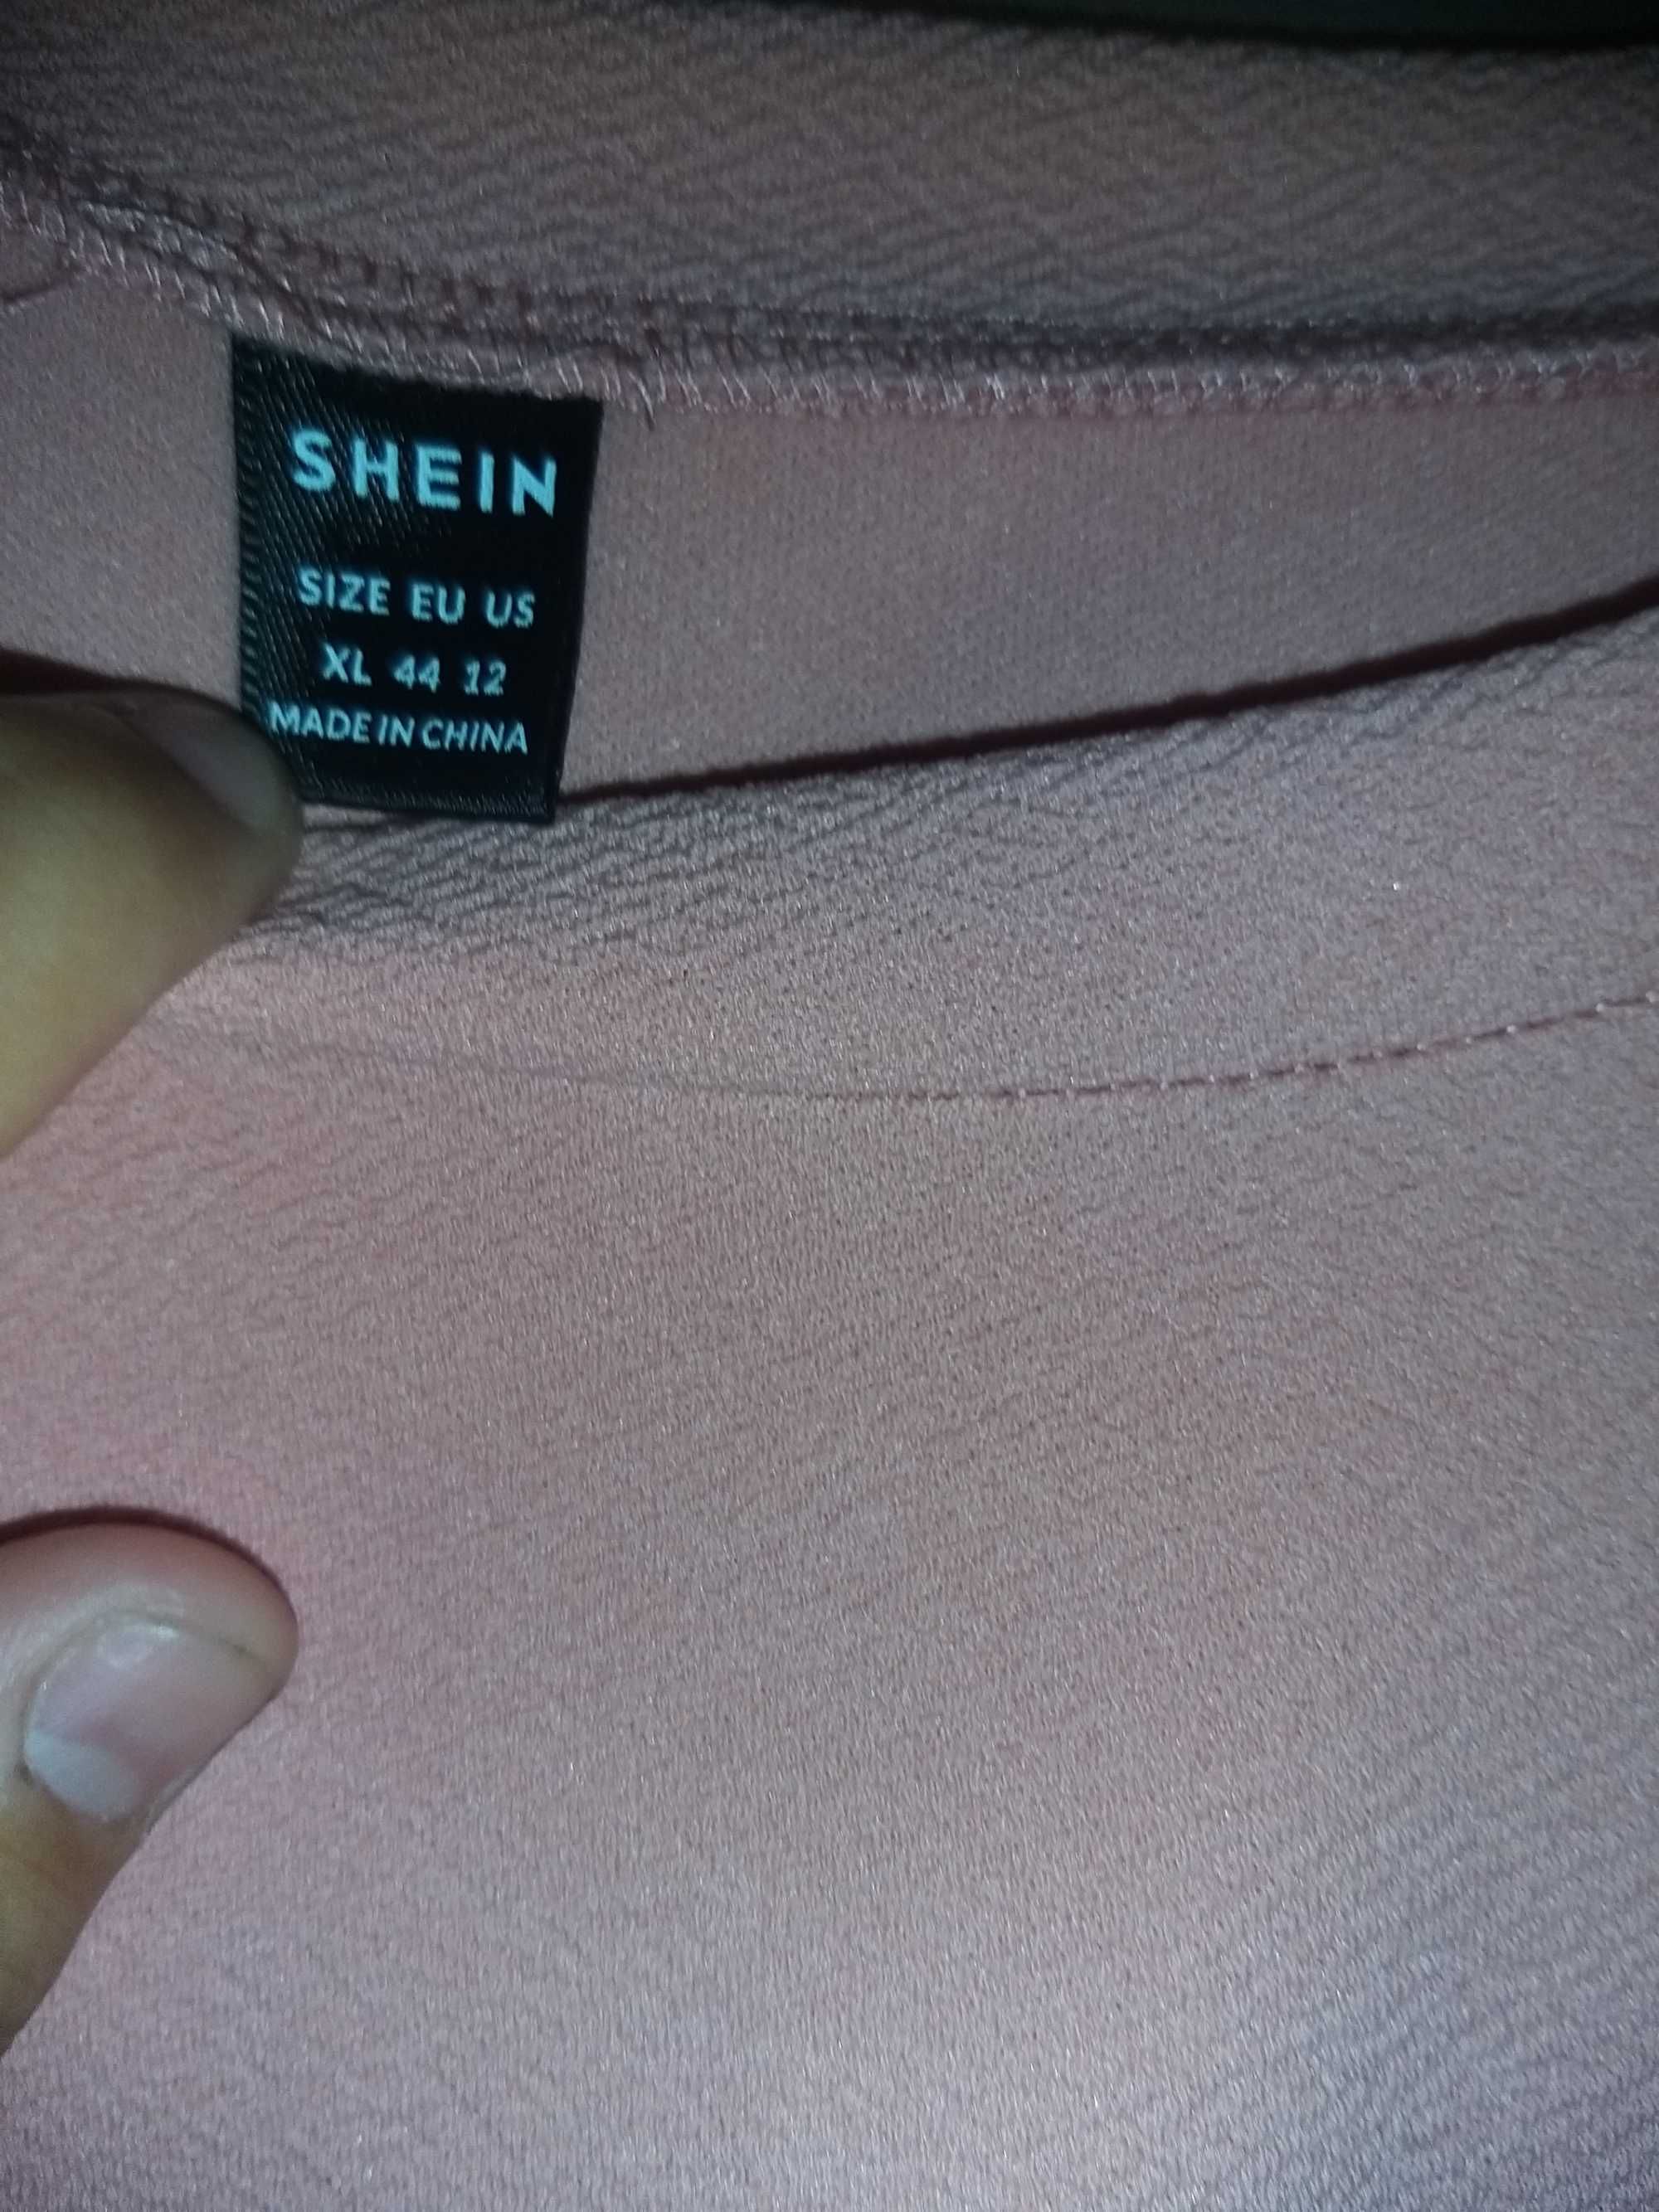 SHEIN
SIZE EU US
XL 44 12
MADE IN CHINA